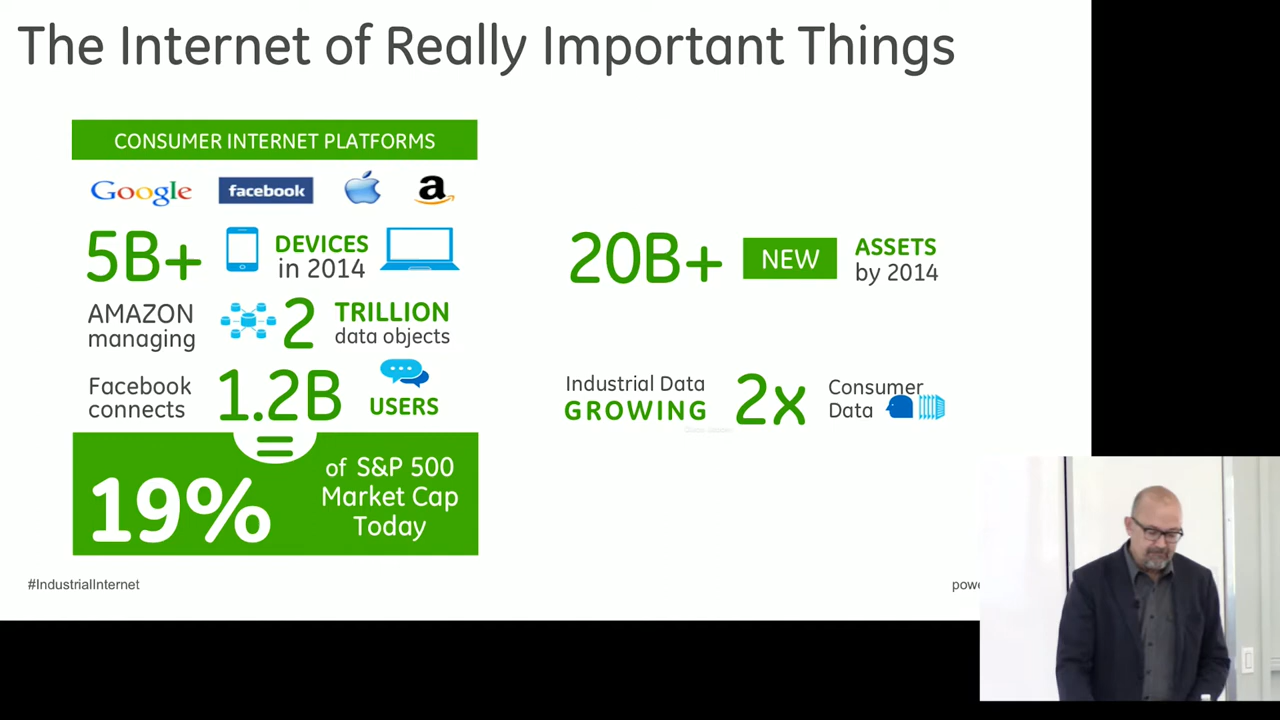 The Internet of Really Important Things
CONSUMER INTERNET PLATFORMS
Google facebook a
5B+ DEVICES
in 2014
AMAZON
managing
2 TRILLION
data objects
Facebook
connects
1.2B USERS
=
19%
of S&P 500
Market Cap
Today
20B+ NEW ASSETS
by 2014
Industrial Data
GROWING
2x
Consumer
Data
#IndustrialInternet